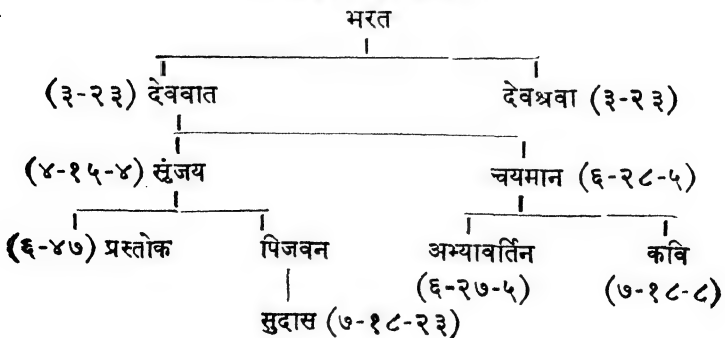 भरत
(३-२३) देववात देवश्रवा (३-२३)
(४-१५-४) सृंजय चयमान (६-२८-५)
(६-४७) प्रस्तोक पिजवन अभ्यावर्तिन कवि
(६-२७-५) (७-१८-८)
सुदास (७-१८-२३)